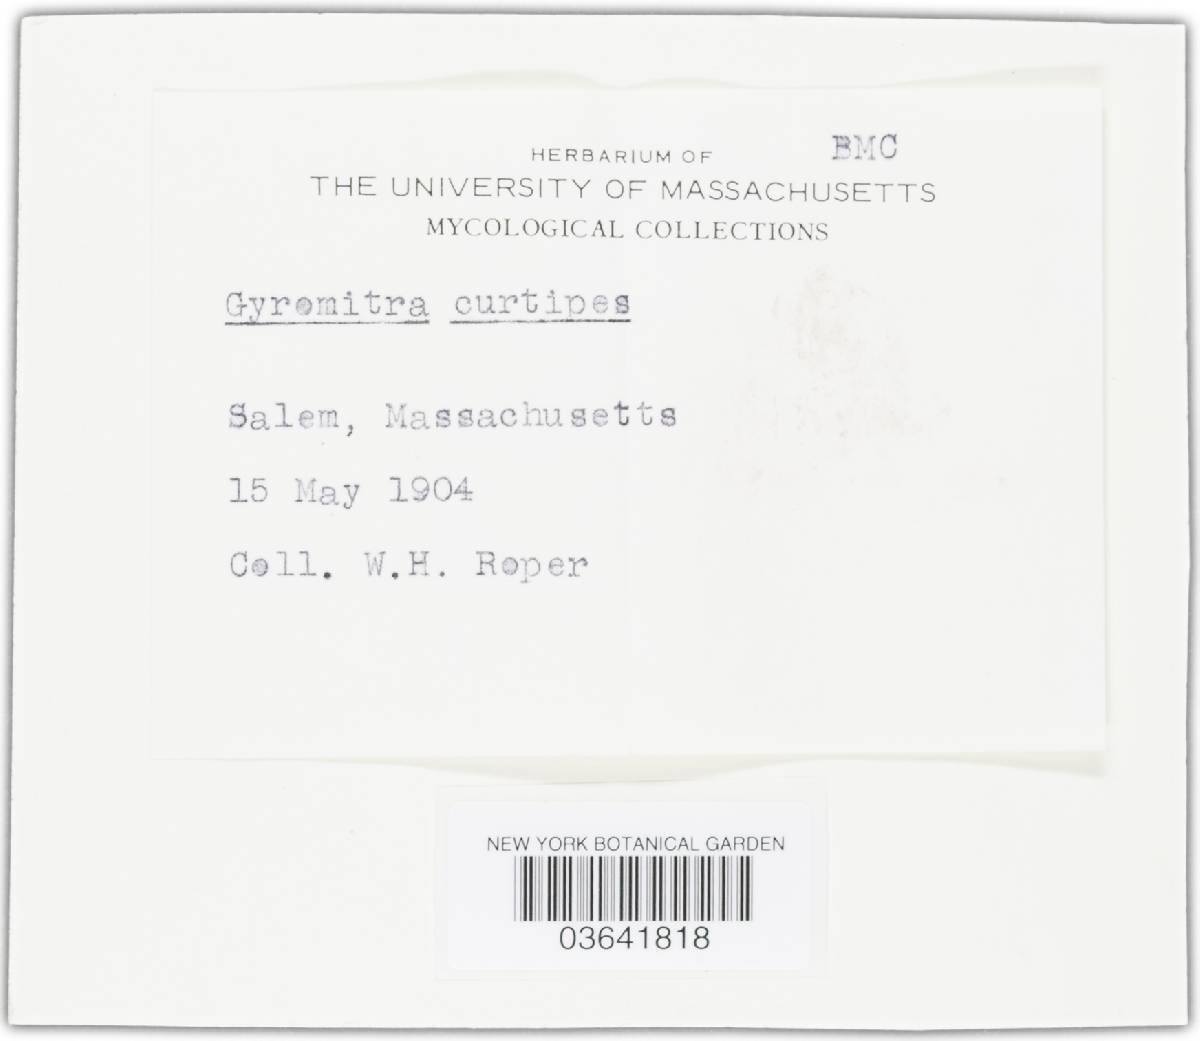 HERBARIUM OF BMC
THE UNIVERSITY OF MASSACHUSETTS
MYCOLOGICAL COLLECTIONS
Gyromitra curtipes
Salem, Massachusetts
15 May 1904
Coll. W.H. Roper
NEW YORK BOTANICAL GARDEN
03641818